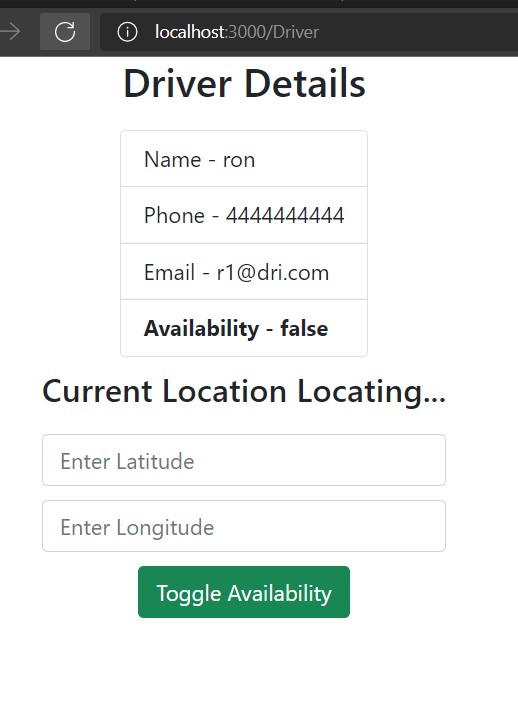 localhost:3000/Driver
Driver Details
Name - ron
Phone - 4444444444
Email - r1@dri.com
Availability - false
Current Location Locating...
Enter Latitude
Enter Longitude
Toggle Availability